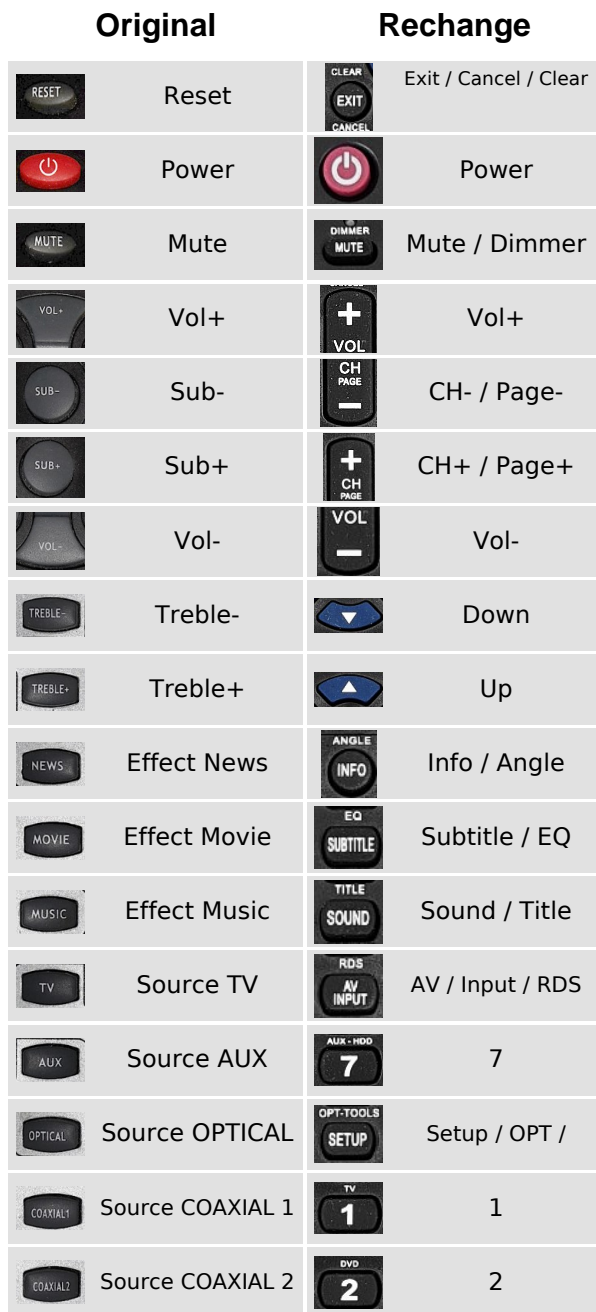 Original Rechange
RESET Reset CLEAR EXIT CANCEL Exit / Cancel / Clear
Power Power
MUTE Mute DIMMER MUTE Mute / Dimmer
VOL+ Vol+ + VOL Vol+
SUB- Sub- CH PAGE - CH- / Page-
SUB+ Sub+ + CH PAGE CH+ / Page+
VOL- Vol- VOL - Vol-
TREBLE- Treble- Down
TREBLE+ Treble+ Up
NEWS Effect News ANGLE INFO Info / Angle
MOVIE Effect Movie EQ SUBTITLE Subtitle / EQ
MUSIC Effect Music TITLE SOUND Sound / Title
TV Source TV RDS AV INPUT AV / Input / RDS
AUX Source AUX AUX-HDD 7 7
OPTICAL Source OPTICAL OPT-TOOLS SETUP Setup / OPT /
COAXIAL1 Source COAXIAL 1 TV 1 1
COAXIAL2 Source COAXIAL 2 DVD 2 2